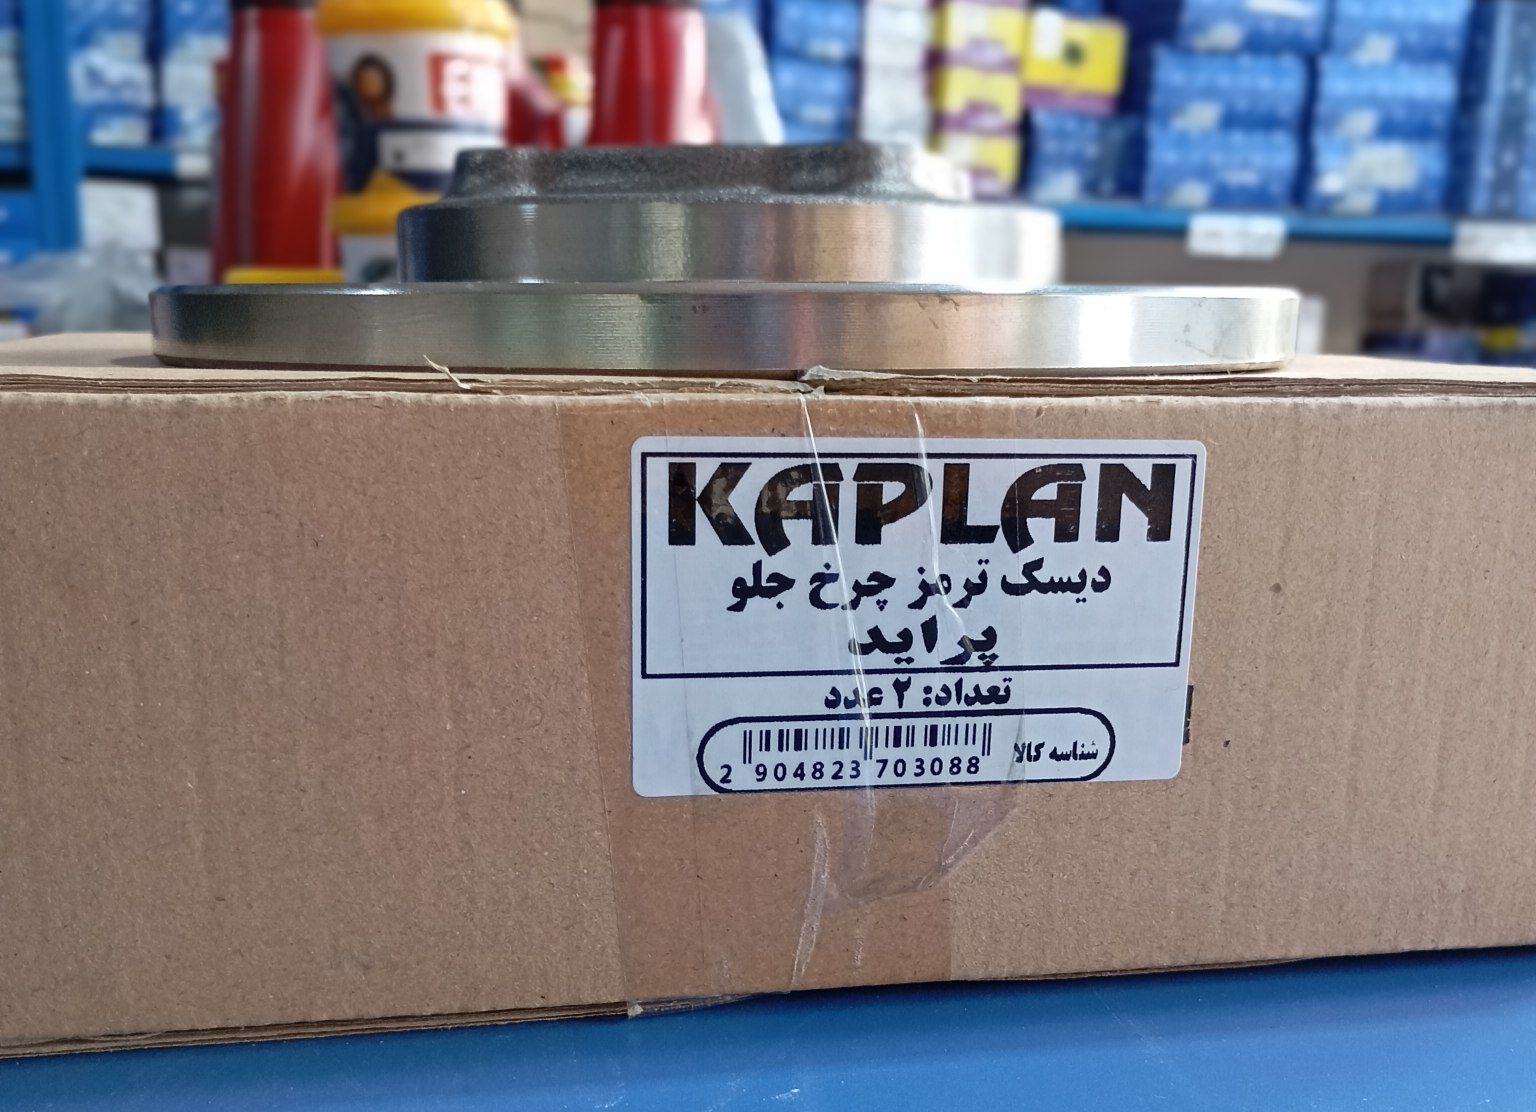 KAPLAN
دیسک ترمز چرخ جلو
پراید
تعداد: ۲ عدد
شناسه کالا
2 904823 703088